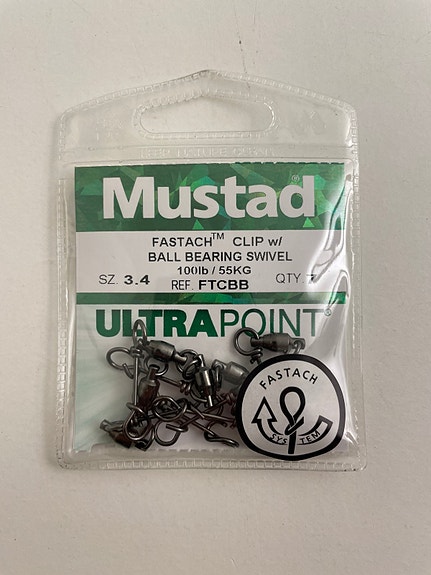 Mustad®
FASTACH™ CLIP w/
BALL BEARING SWIVEL
100lb / 55KG
SZ. 3.4 REF. FTCBB QTY. 7
ULTRAPOINT®
FASTACH
SYSTEM